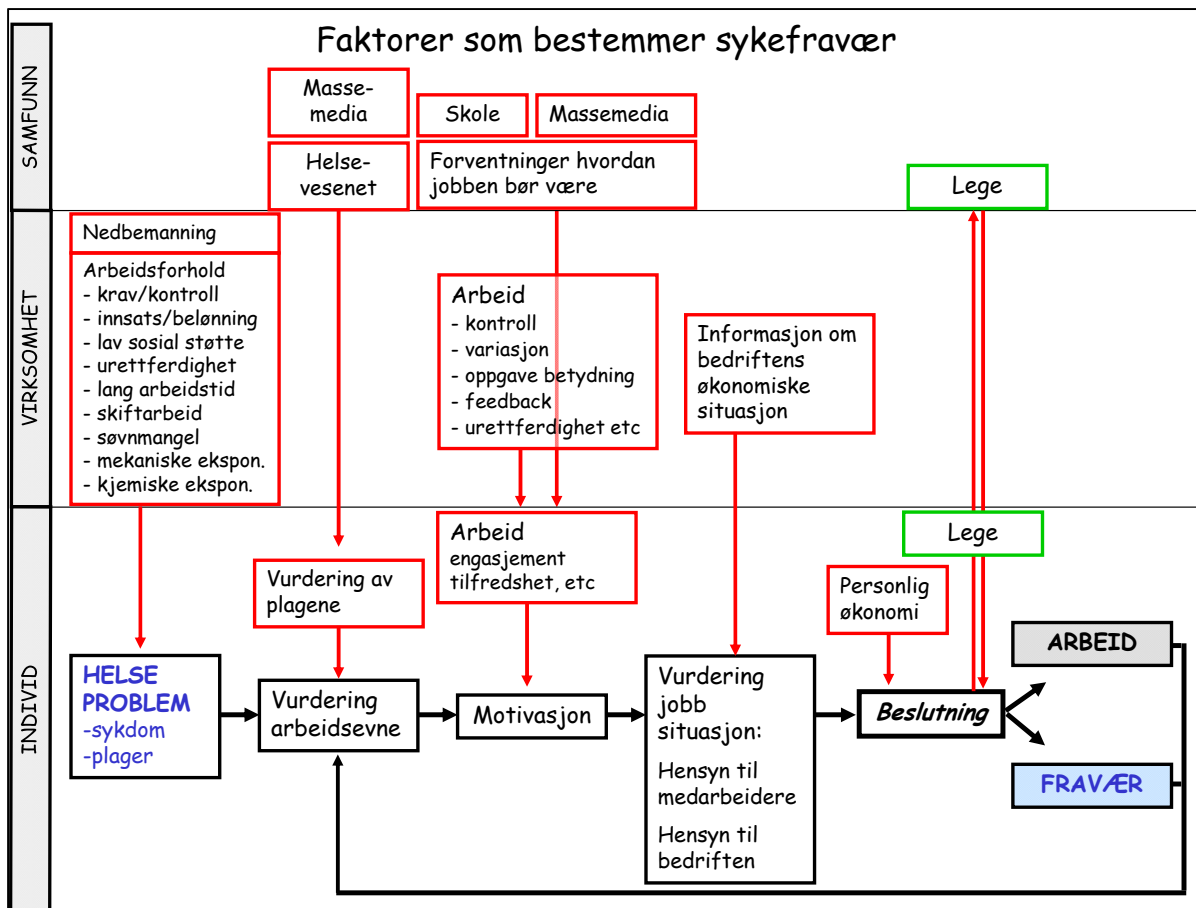 Faktorer som bestemmer sykefravær
SAMFUNN
Masse-
media
Skole
Massemedia
Helse-
vesenet
Forventninger hvordan
jobben bør være
Lege
VIRKSOMHET
Nedbemanning
Arbeidsforhold
- krav/kontroll
- innsats/belønning
- lav sosial støtte
- urettferdighet
- lang arbeidstid
- skiftarbeid
- søvnmangel
- mekaniske ekspon.
- kjemiske ekspon.
Arbeid
- kontroll
- variasjon
- oppgave betydning
- feedback
- urettferdighet etc
Informasjon om
bedriftens
økonomiske
situasjon
INDIVID
Vurdering av
plagene
Arbeid
engasjement
tilfredshet, etc
Lege
Personlig
økonomi
HELSE
PROBLEM
-sykdom
-plager
Vurdering
arbeidsevne
Motivasjon
Vurdering
jobb
situasjon:
Hensyn til
medarbeidere
Hensyn til
bedriften
Beslutning
ARBEID
FRAVÆR